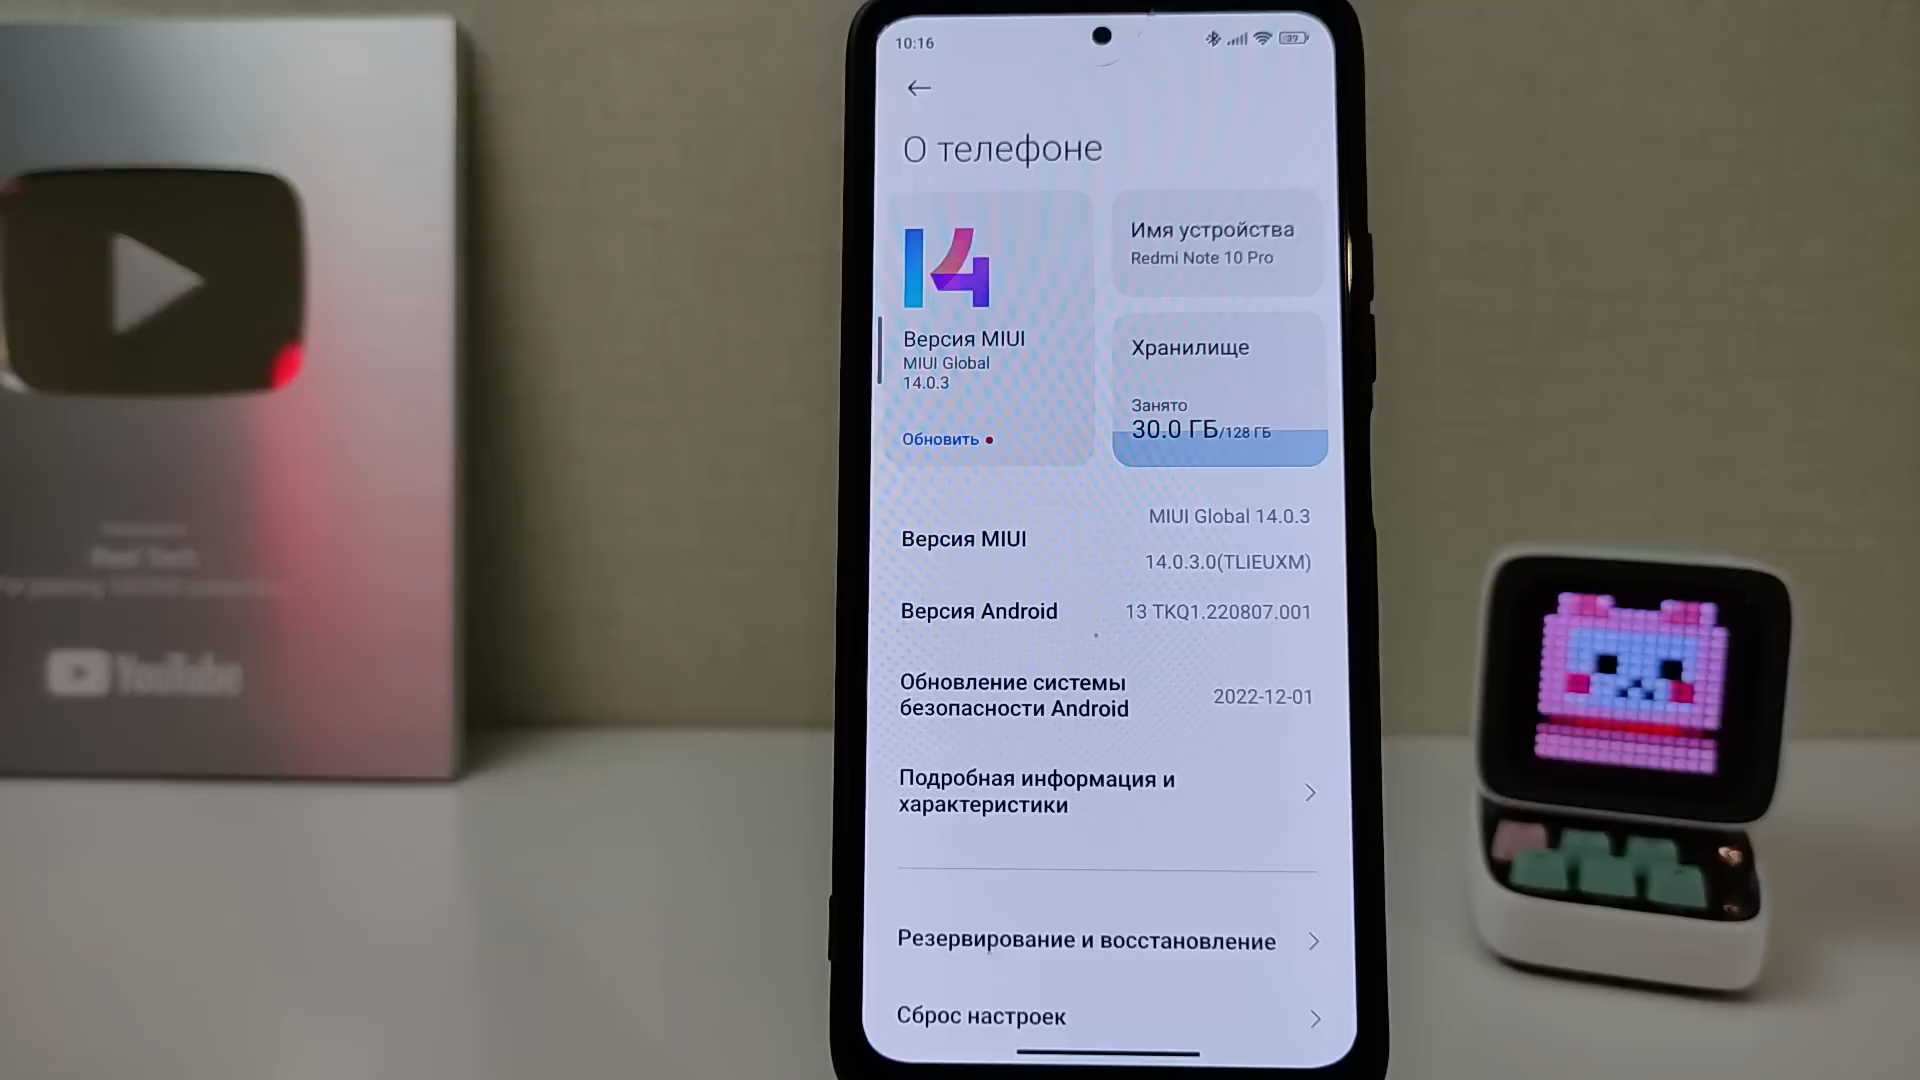 10:16
39
О телефоне
14
Версия MIUI
MIUI Global
14.0.3
Обновить
Имя устройства
Redmi Note 10 Pro
Хранилище
Занято
30.0 ГБ/128 ГБ
Версия MIUI
MIUI Global 14.0.3
14.0.3.0(TLIEUXM)
Версия Android
13 TKQ1.220807.001
Обновление системы
безопасности Android
2022-12-01
Подробная информация и
характеристики
Резервирование и восстановление
Сброс настроек
YouTube